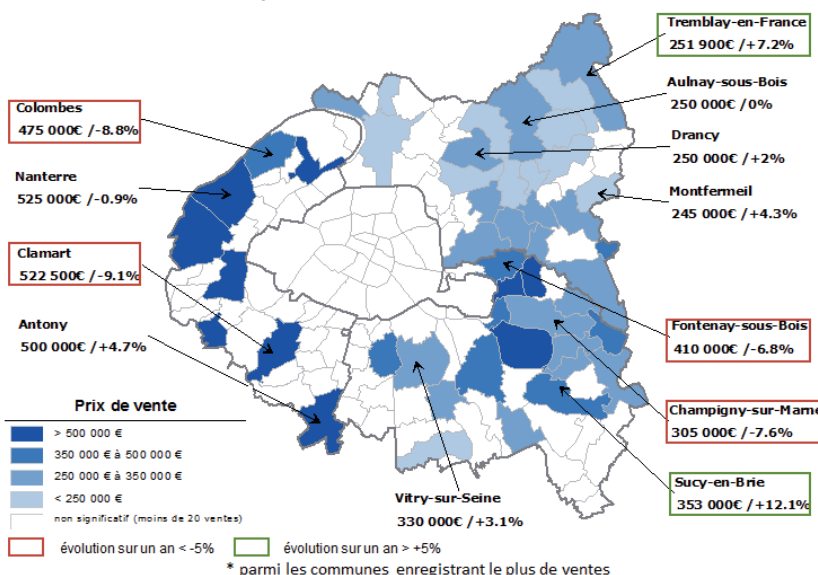 Tremblay-en-France
251 900€ /+7.2%
Aulnay-sous-Bois
250 000€ /0%
Colombes
475 000€ /-8.8%
Drancy
250 000€ /+2%
Nanterre
525 000€ /-0.9%
Montfermeil
245 000€ /+4.3%
Clamart
522 500€ /-9.1%
Antony
500 000€ /+4.7%
Fontenay-sous-Bois
410 000€ /-6.8%
Champigny-sur-Marne
305 000€ /-7.6%
Sucy-en-Brie
353 000€ /+12.1%
Vitry-sur-Seine
330 000€ /+3.1%
Prix de vente
> 500 000 €
350 000 € à 500 000 €
250 000 € à 350 000 €
< 250 000 €
non significatif (moins de 20 ventes)
évolution sur un an < -5%
évolution sur un an > +5%
* parmi les communes enregistrant le plus de ventes